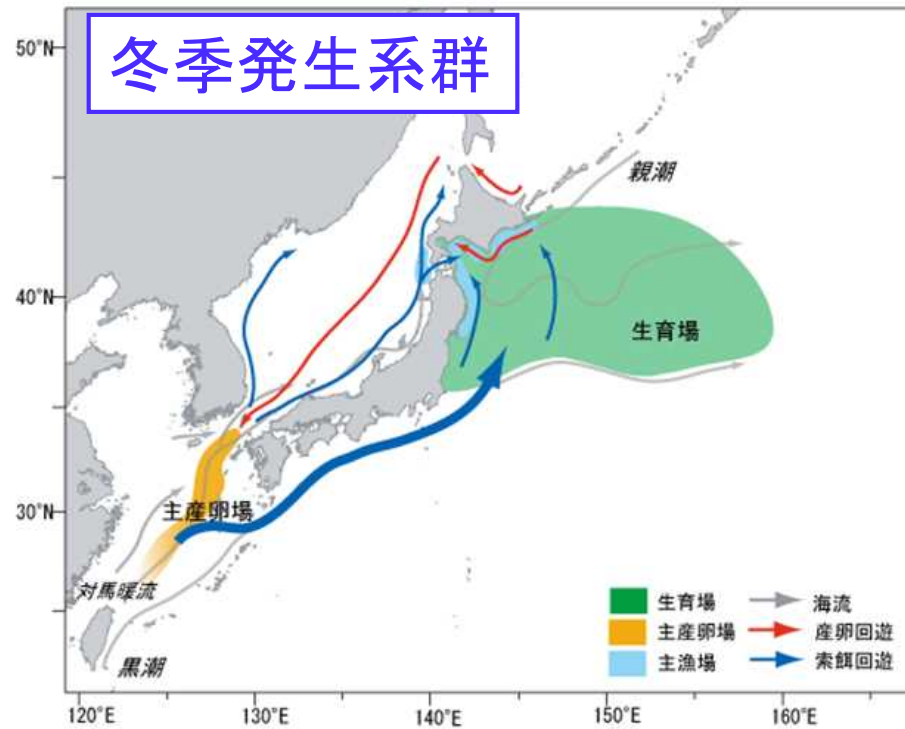 冬季発生系群
50°N
親潮
40°N
生育場
30°N
主産卵場
対馬暖流
黒潮
生育場
海流
主産卵場
産卵回遊
主漁場
索餌回遊
120°E
130°E
140°E
150°E
160°E